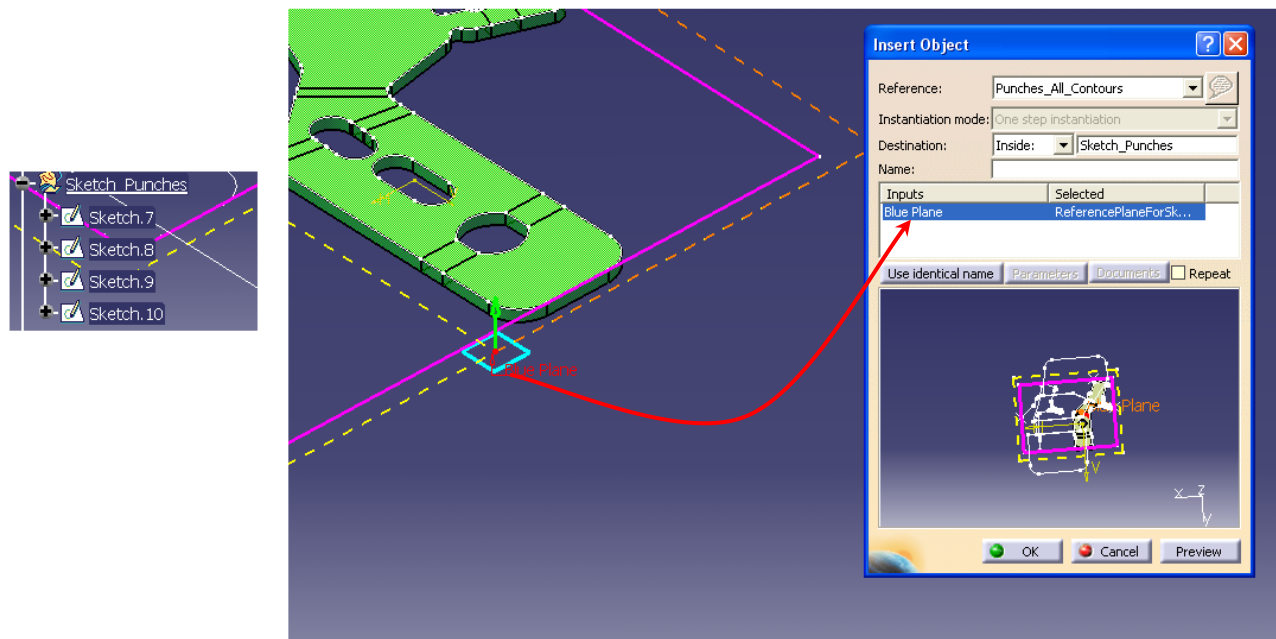 Sketch_Punches
Sketch.7
Sketch.8
Sketch.9
Sketch.10
Blue Plane
Insert Object
Reference: Punches_All_Contours
Instantiation mode: One step instantiation
Destination: Inside: Sketch_Punches
Name:
Inputs Selected
Blue Plane ReferencePlaneForSk...
Use identical name Parameters Documents Repeat
Plane
V
x z
y
OK Cancel Preview